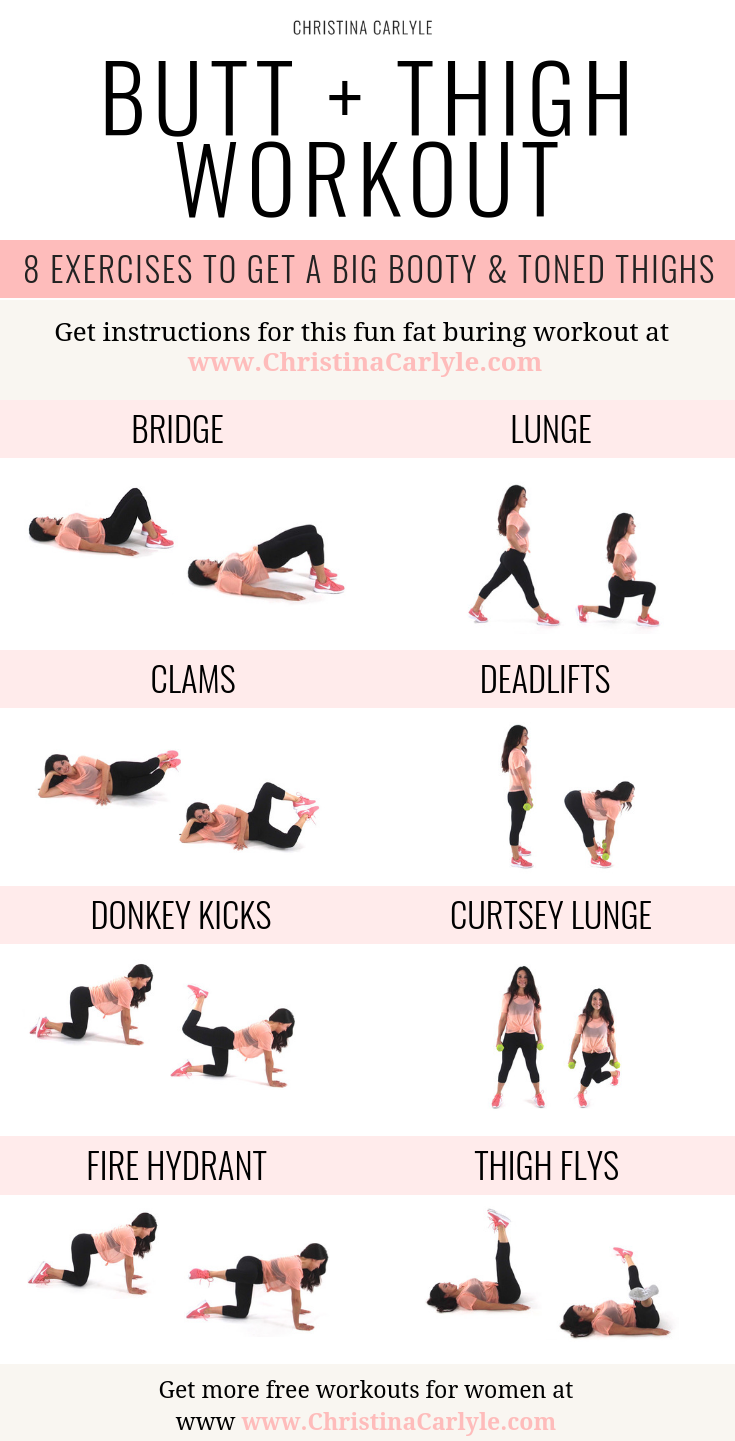 CHRISTINA CARLYLE
BUTT + THIGH
WORKOUT
8 EXERCISES TO GET A BIG BOOTY & TONED THIGHS
Get instructions for this fun fat buring workout at
www.ChristinaCarlyle.com
BRIDGE
LUNGE
CLAMS
DEADLIFTS
DONKEY KICKS
CURTSEY LUNGE
FIRE HYDRANT
THIGH FLYS
Get more free workouts for women at
www www.ChristinaCarlyle.com